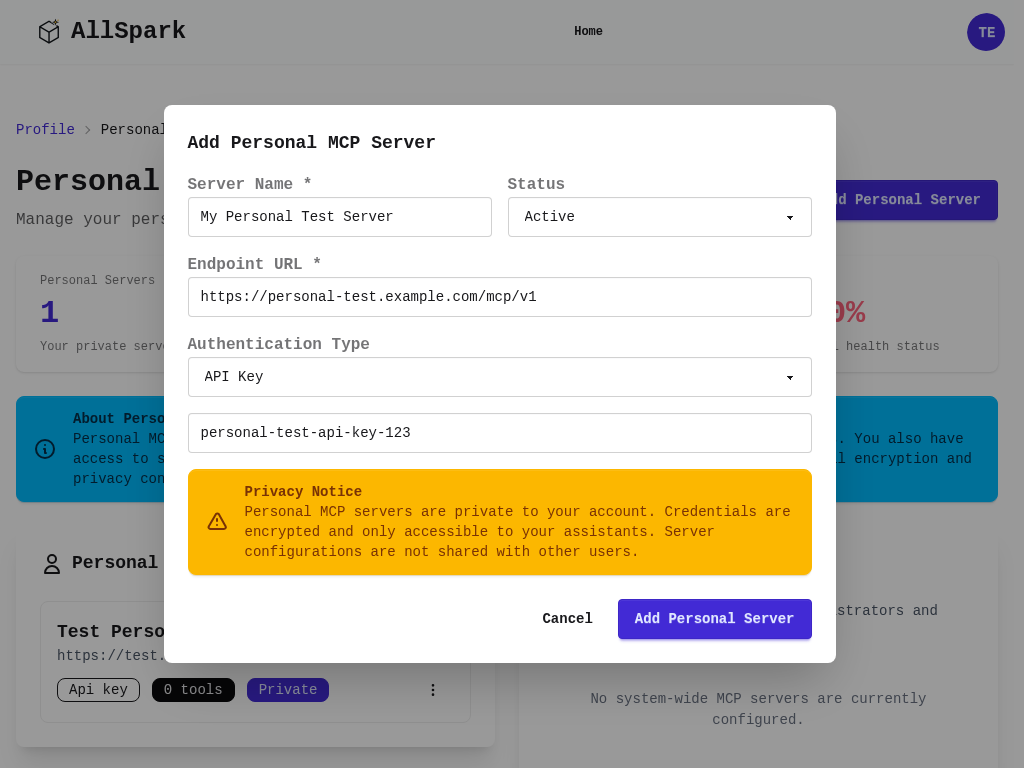 AllSpark
Home
TE
Profile
Personal
Personal
Manage your pers
Add Personal MCP Server
Server Name *
Status
My Personal Test Server
Active
Endpoint URL *
https://personal-test.example.com/mcp/v1
Authentication Type
API Key
personal-test-api-key-123
Privacy Notice
Personal MCP servers are private to your account. Credentials are
encrypted and only accessible to your assistants. Server
configurations are not shared with other users.
Cancel
Add Personal Server
d Personal Server
Personal Servers
1
Your private serve
0%
health status
About Perso
Personal MC
access to s
privacy con
. You also have
l encryption and
Personal
Test Perso
https://test.
Api key
0 tools
Private
strators and
No system-wide MCP servers are currently
configured.